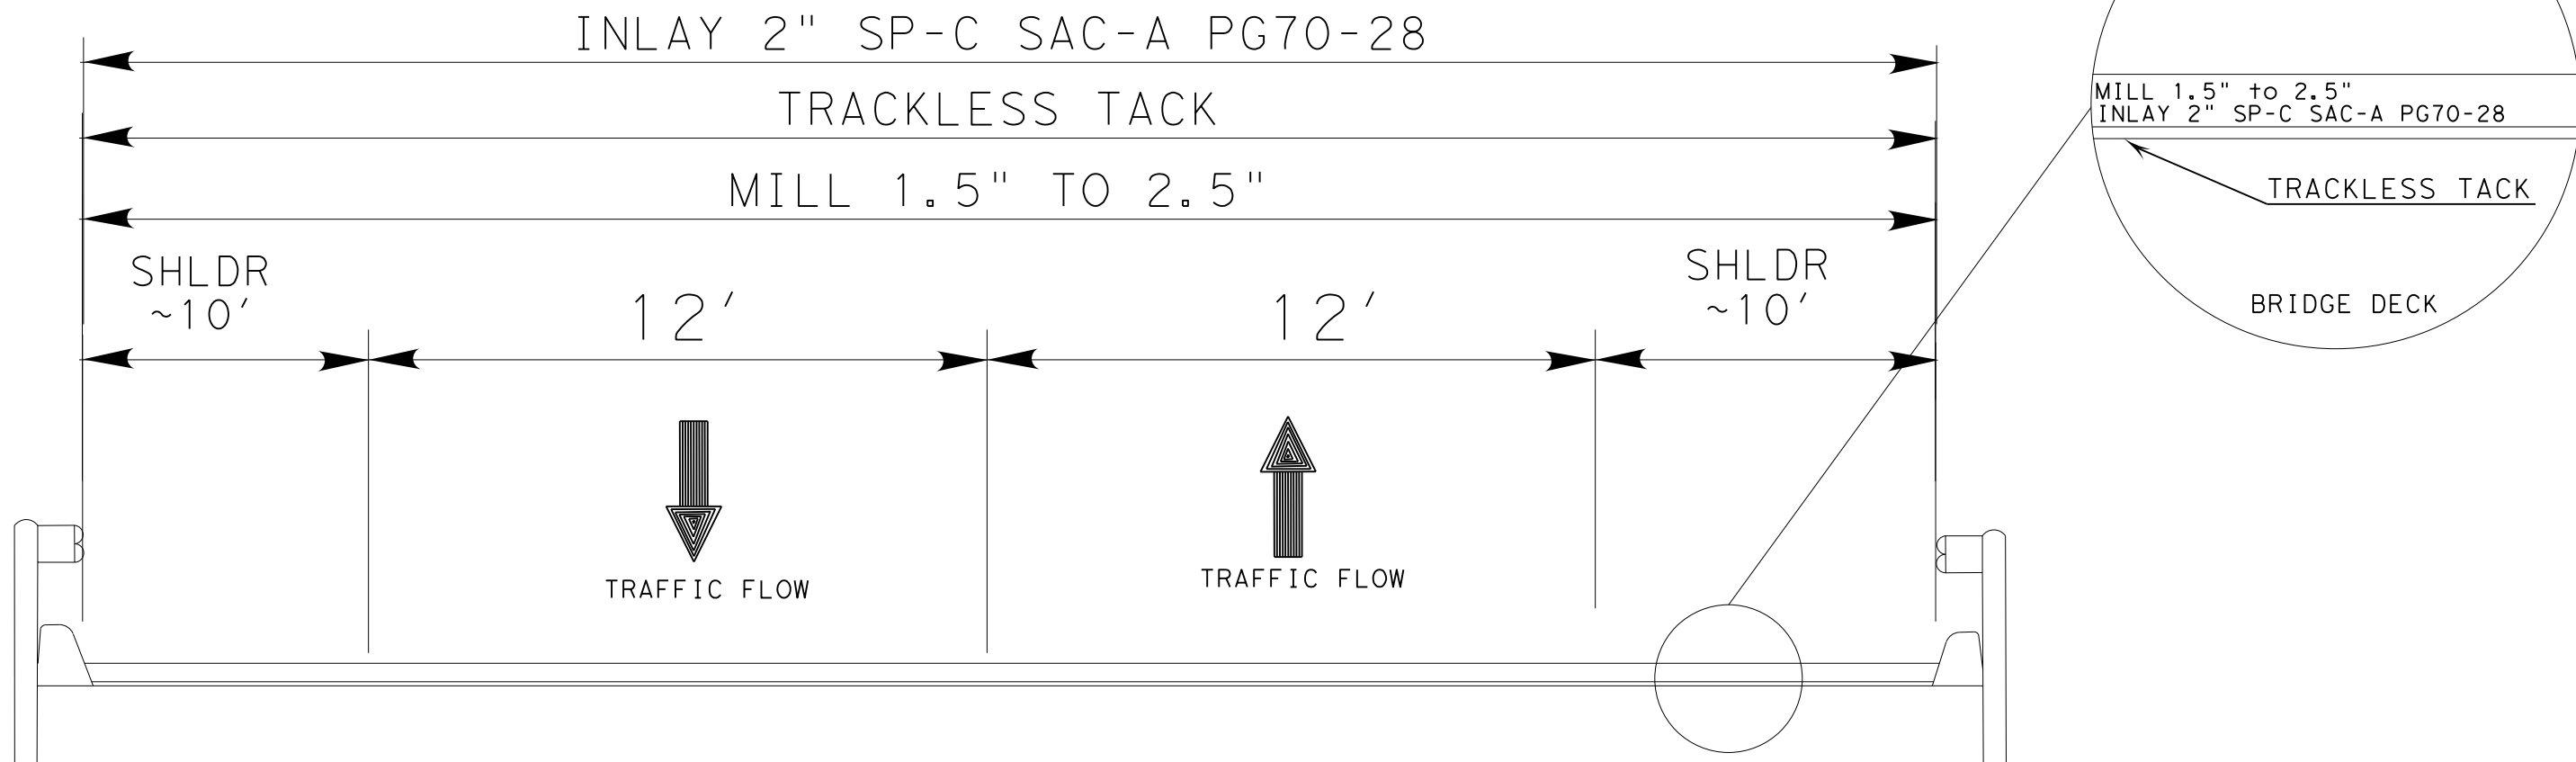 INLAY 2" SP-C SAC-A PG70-28
TRACKLESS TACK
MILL 1.5" TO 2.5"
SHLDR
~10'
12'
12'
SHLDR
~10'
TRAFFIC FLOW
TRAFFIC FLOW
MILL 1.5" to 2.5"
INLAY 2" SP-C SAC-A PG70-28
TRACKLESS TACK
BRIDGE DECK